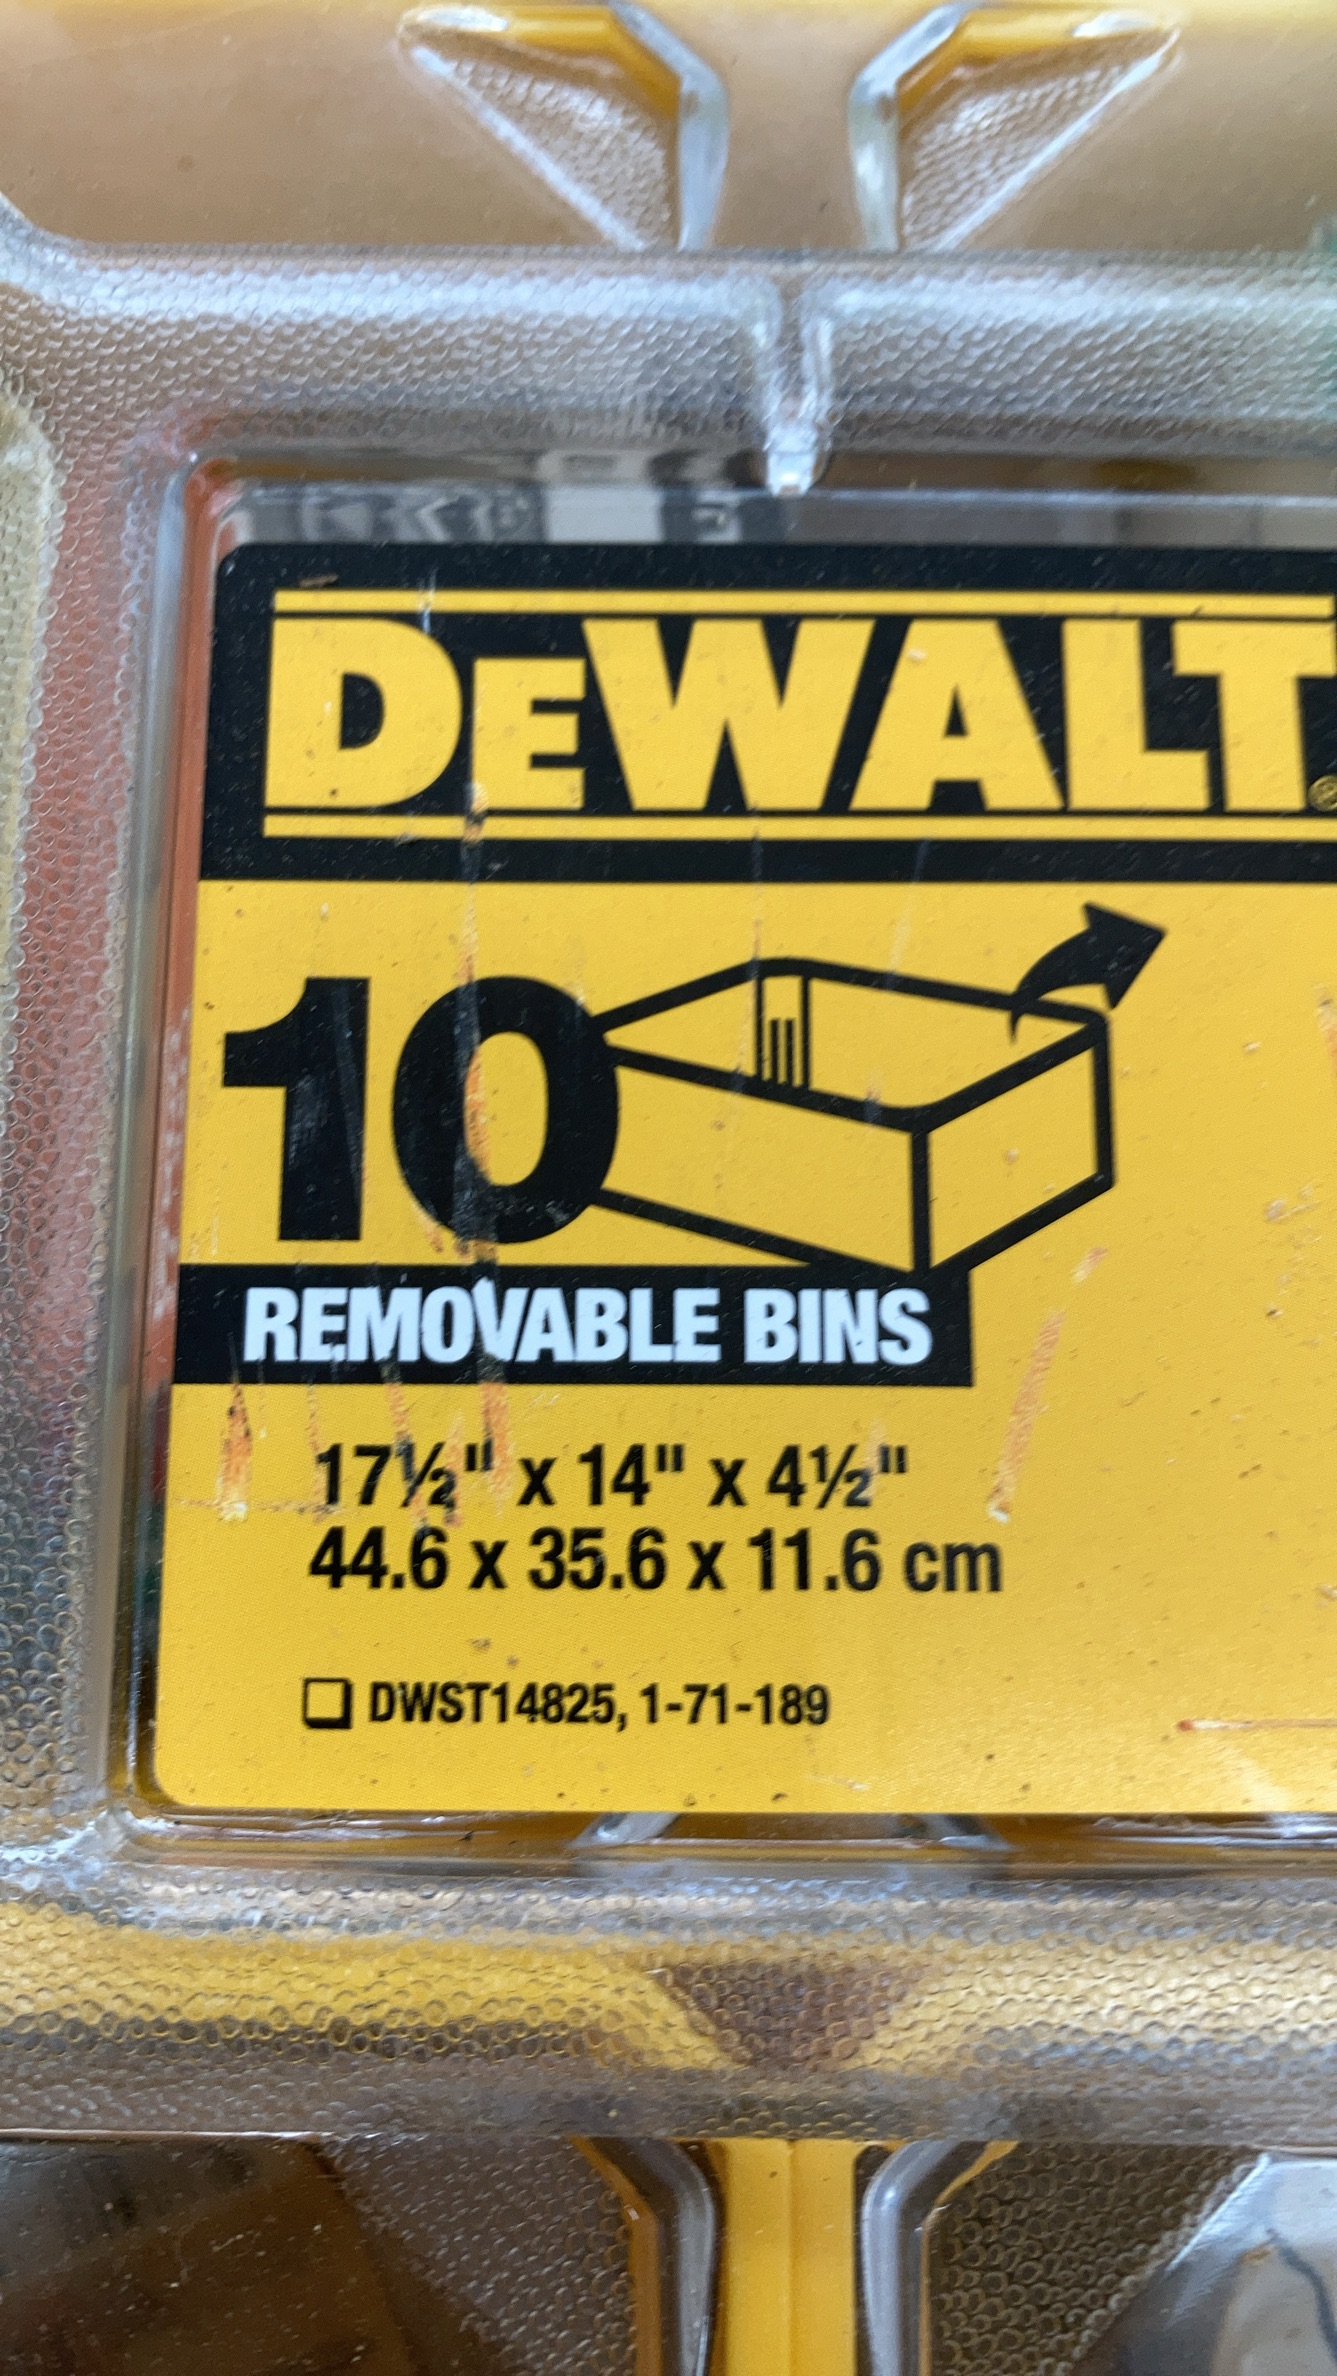 DEWALT®
10
REMOVABLE BINS
17½" x 14" x 4½"
44.6 x 35.6 x 11.6 cm
❑ DWST14825, 1-71-189